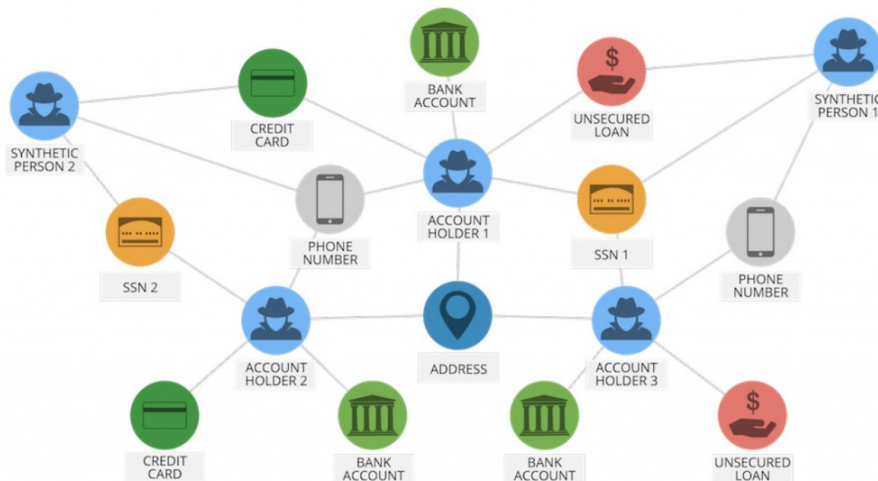 BANK
ACCOUNT
CREDIT
CARD
UNSECURED
LOAN
SYNTHETIC
PERSON 1
SYNTHETIC
PERSON 2
ACCOUNT
HOLDER 1
PHONE
NUMBER
SSN 1
PHONE
NUMBER
SSN 2
ACCOUNT
HOLDER 2
ADDRESS
ACCOUNT
HOLDER 3
CREDIT
CARD
BANK
ACCOUNT
BANK
ACCOUNT
UNSECURED
LOAN